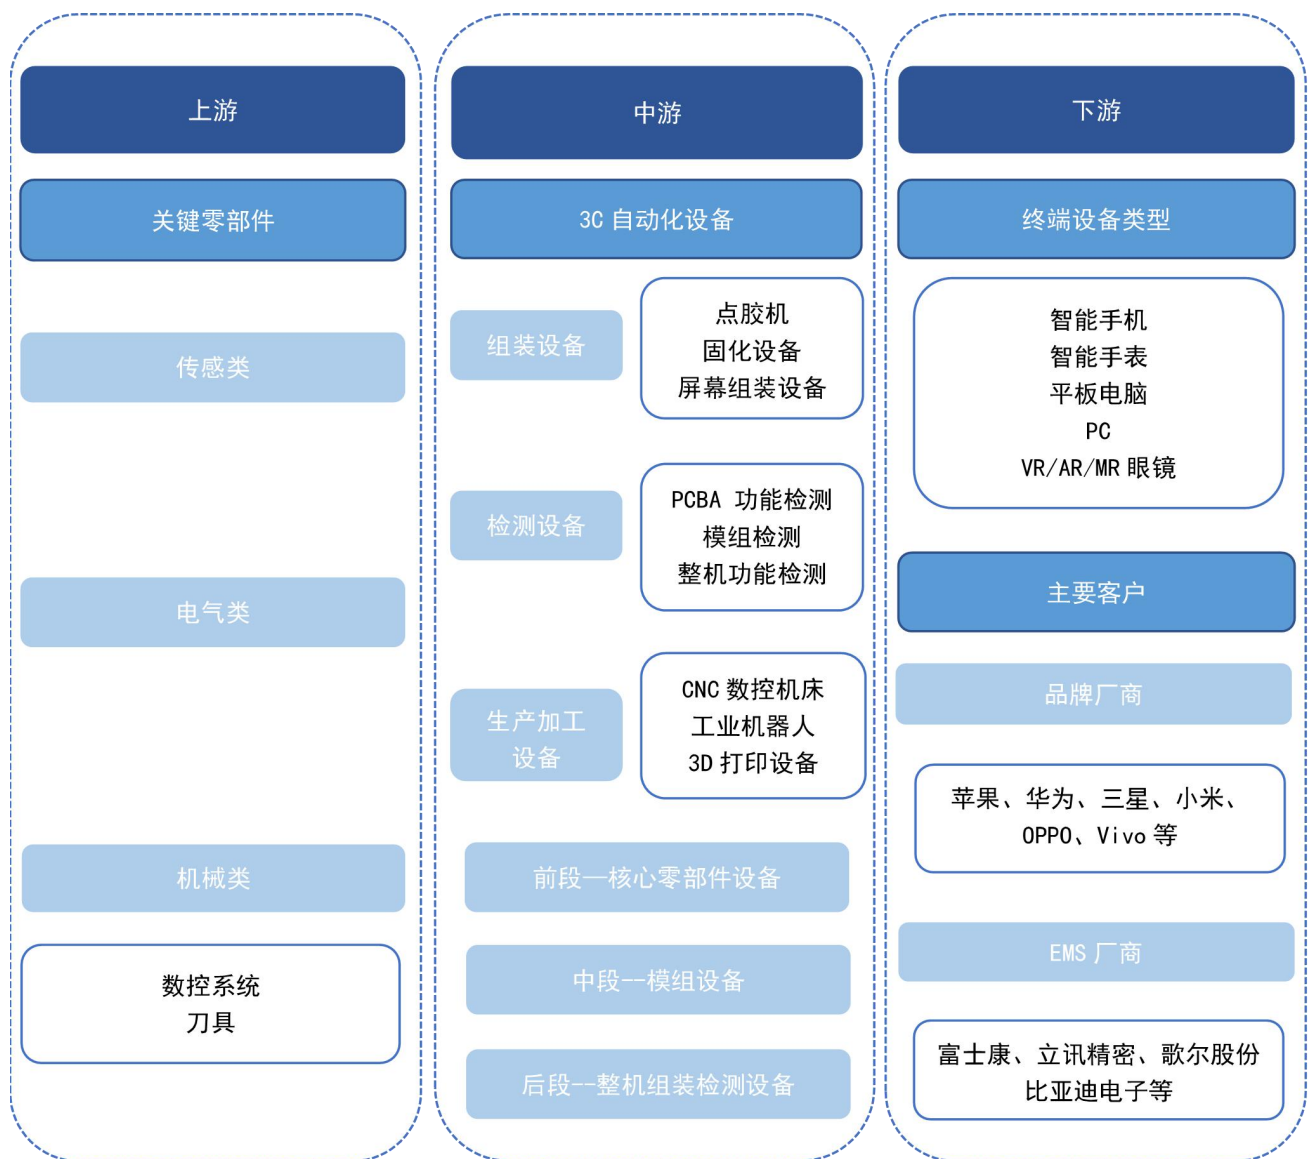 上游
关键零部件
传感类
电气类
机械类
数控系统
刀具
中游
3C 自动化设备
组装设备
点胶机
固化设备
屏幕组装设备
检测设备
PCBA 功能检测
模组检测
整机功能检测
生产加工
设备
CNC 数控机床
工业机器人
3D 打印设备
前段—核心零部件设备
中段--模组设备
后段--整机组装检测设备
下游
终端设备类型
智能手机
智能手表
平板电脑
PC
VR/AR/MR 眼镜
主要客户
品牌厂商
苹果、华为、三星、小米、
OPPO、Vivo 等
EMS 厂商
富士康、立讯精密、歌尔股份
比亚迪电子等